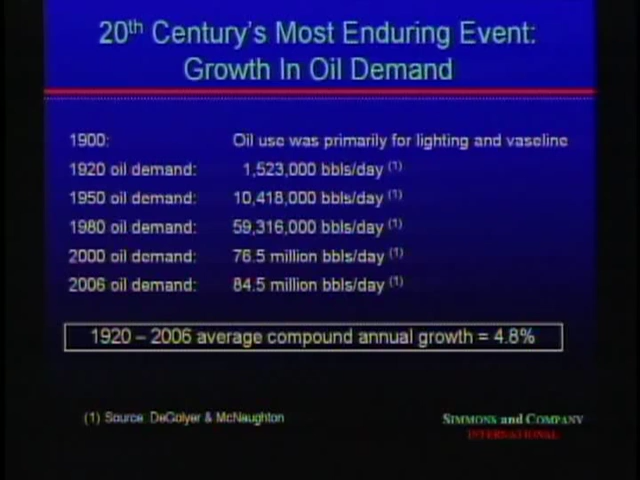 20th Century's Most Enduring Event:
Growth In Oil Demand
1900: Oil use was primarily for lighting and vaseline
1920 oil demand: 1,523,000 bbls/day (1)
1950 oil demand: 10,418,000 bbls/day (1)
1980 oil demand: 59,316,000 bbls/day (1)
2000 oil demand: 76.5 million bbls/day (1)
2006 oil demand: 84.5 million bbls/day (1)
1920 – 2006 average compound annual growth = 4.8%
(1) Source: DeGolyer & McNaughton
SIMMONS and COMPANY
INTERNATIONAL